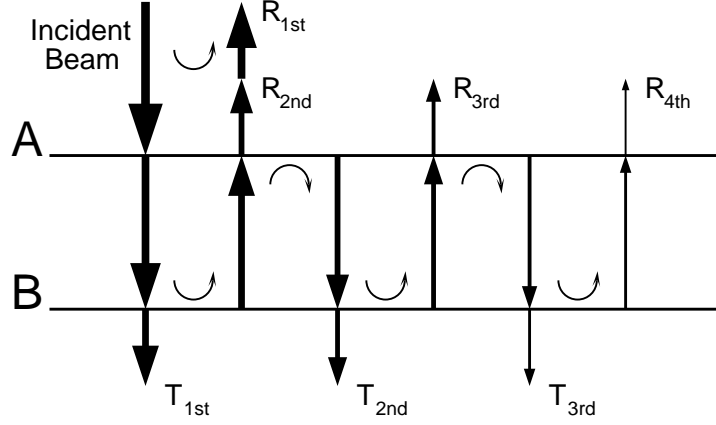 Incident
Beam
R1st
R2nd
R3rd
R4th
A
B
T1st
T2nd
T3rd